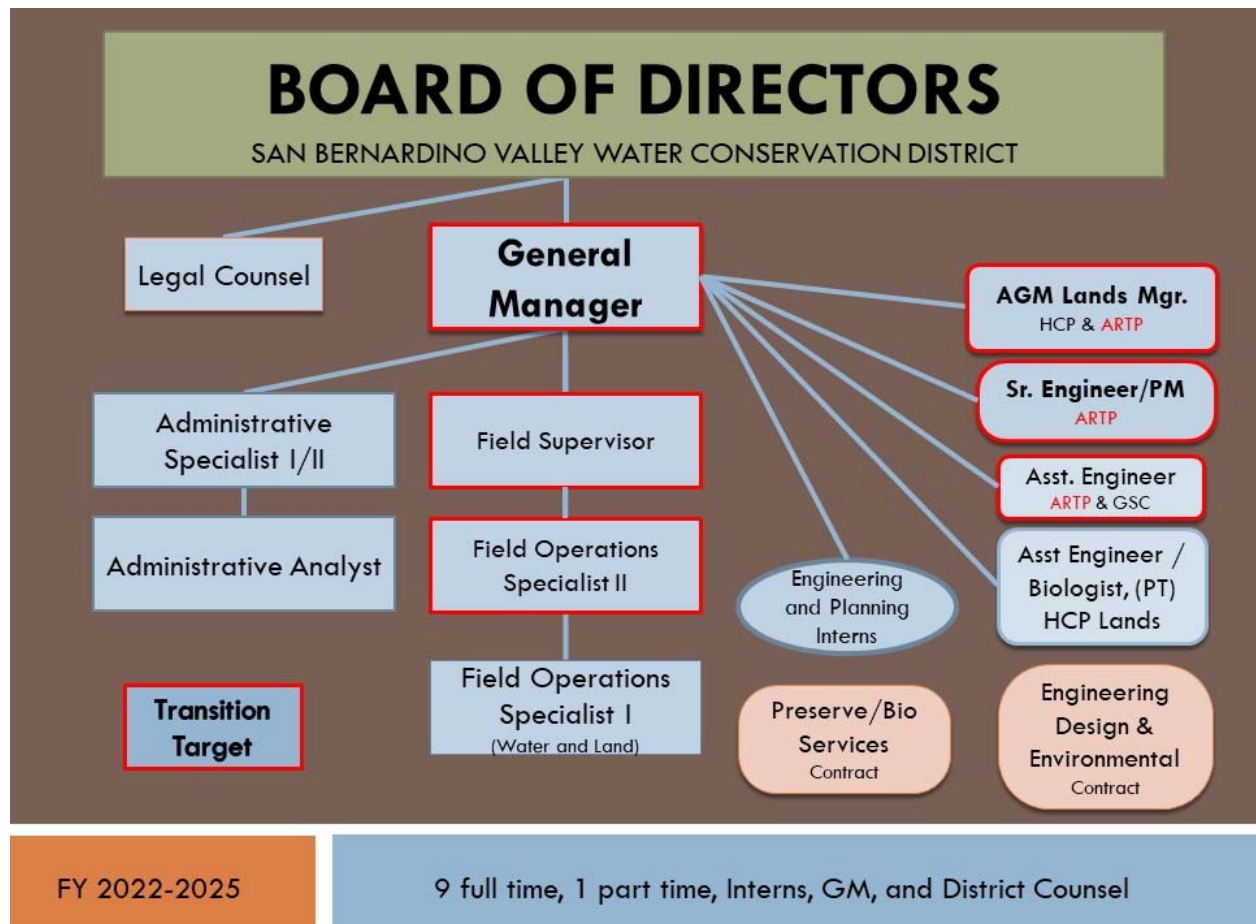 BOARD OF DIRECTORS
SAN BERNARDINO VALLEY WATER CONSERVATION DISTRICT
Legal Counsel
General
Manager
AGM Lands Mgr.
HCP & ARTP
Sr. Engineer/PM
ARTP
Asst. Engineer
ARTP & GSC
Asst Engineer /
Biologist, (PT)
HCP Lands
Administrative
Specialist I/II
Administrative Analyst
Field Supervisor
Field Operations
Specialist II
Field Operations
Specialist I
(Water and Land)
Engineering
and Planning
Interns
Preserve/Bio
Services
Contract
Engineering
Design &
Environmental
Contract
Transition
Target
FY 2022-2025
9 full time, 1 part time, Interns, GM, and District Counsel